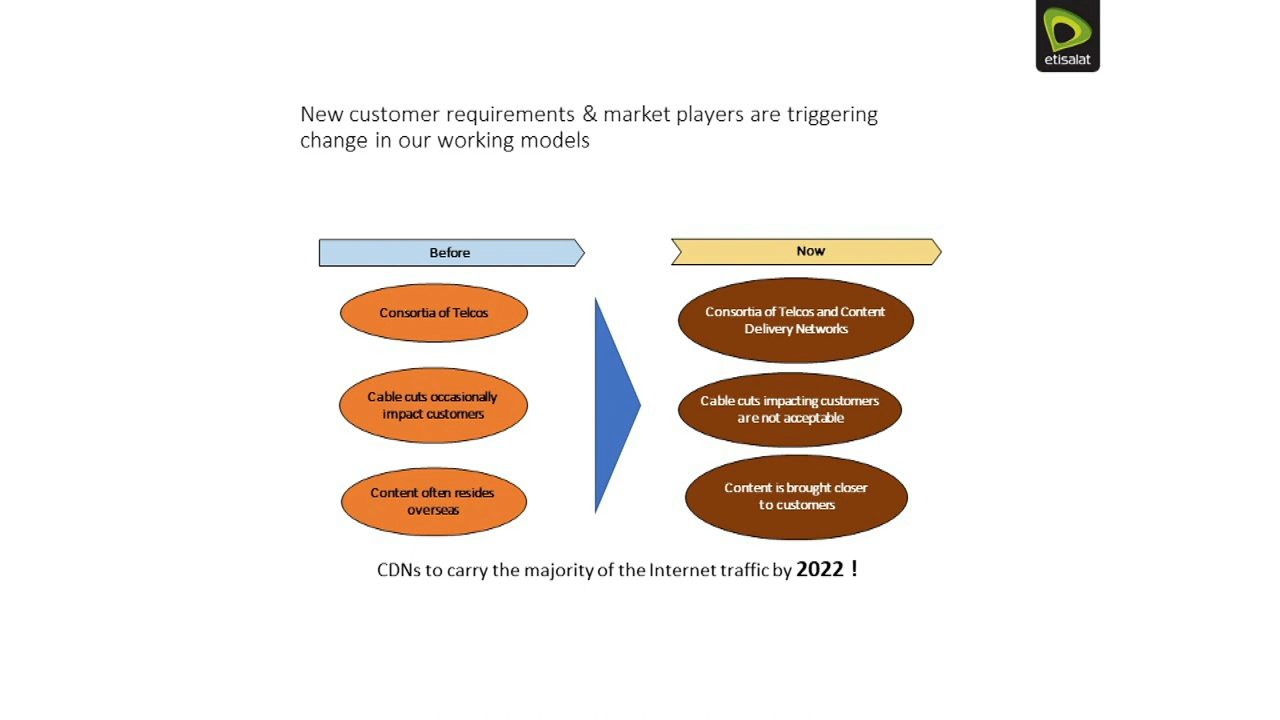 etisalat
New customer requirements & market players are triggering
change in our working models
Before
Consortia of Telcos
Cable cuts occasionally
impact customers
Content often resides
overseas
Now
Consortia of Telcos and Content
Delivery Networks
Cable cuts impacting customers
are not acceptable
Content is brought closer
to customers
CDNs to carry the majority of the Internet traffic by 2022 !